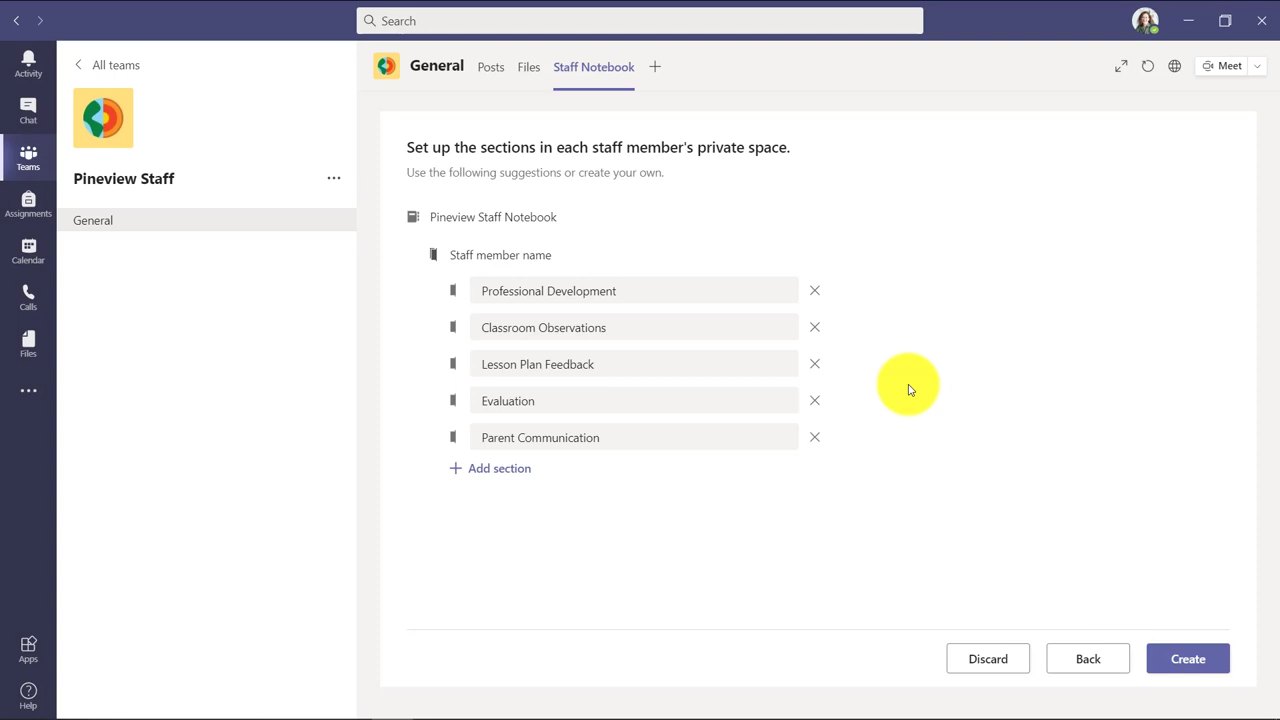 Search
Activity
Chat
Teams
Assignments
Calendar
Calls
Files
Apps
Help
All teams
Pineview Staff
General
General
Posts
Files
Staff Notebook
Meet
Set up the sections in each staff member's private space.
Use the following suggestions or create your own.
Pineview Staff Notebook
Staff member name
Professional Development
Classroom Observations
Lesson Plan Feedback
Evaluation
Parent Communication
Add section
Discard
Back
Create